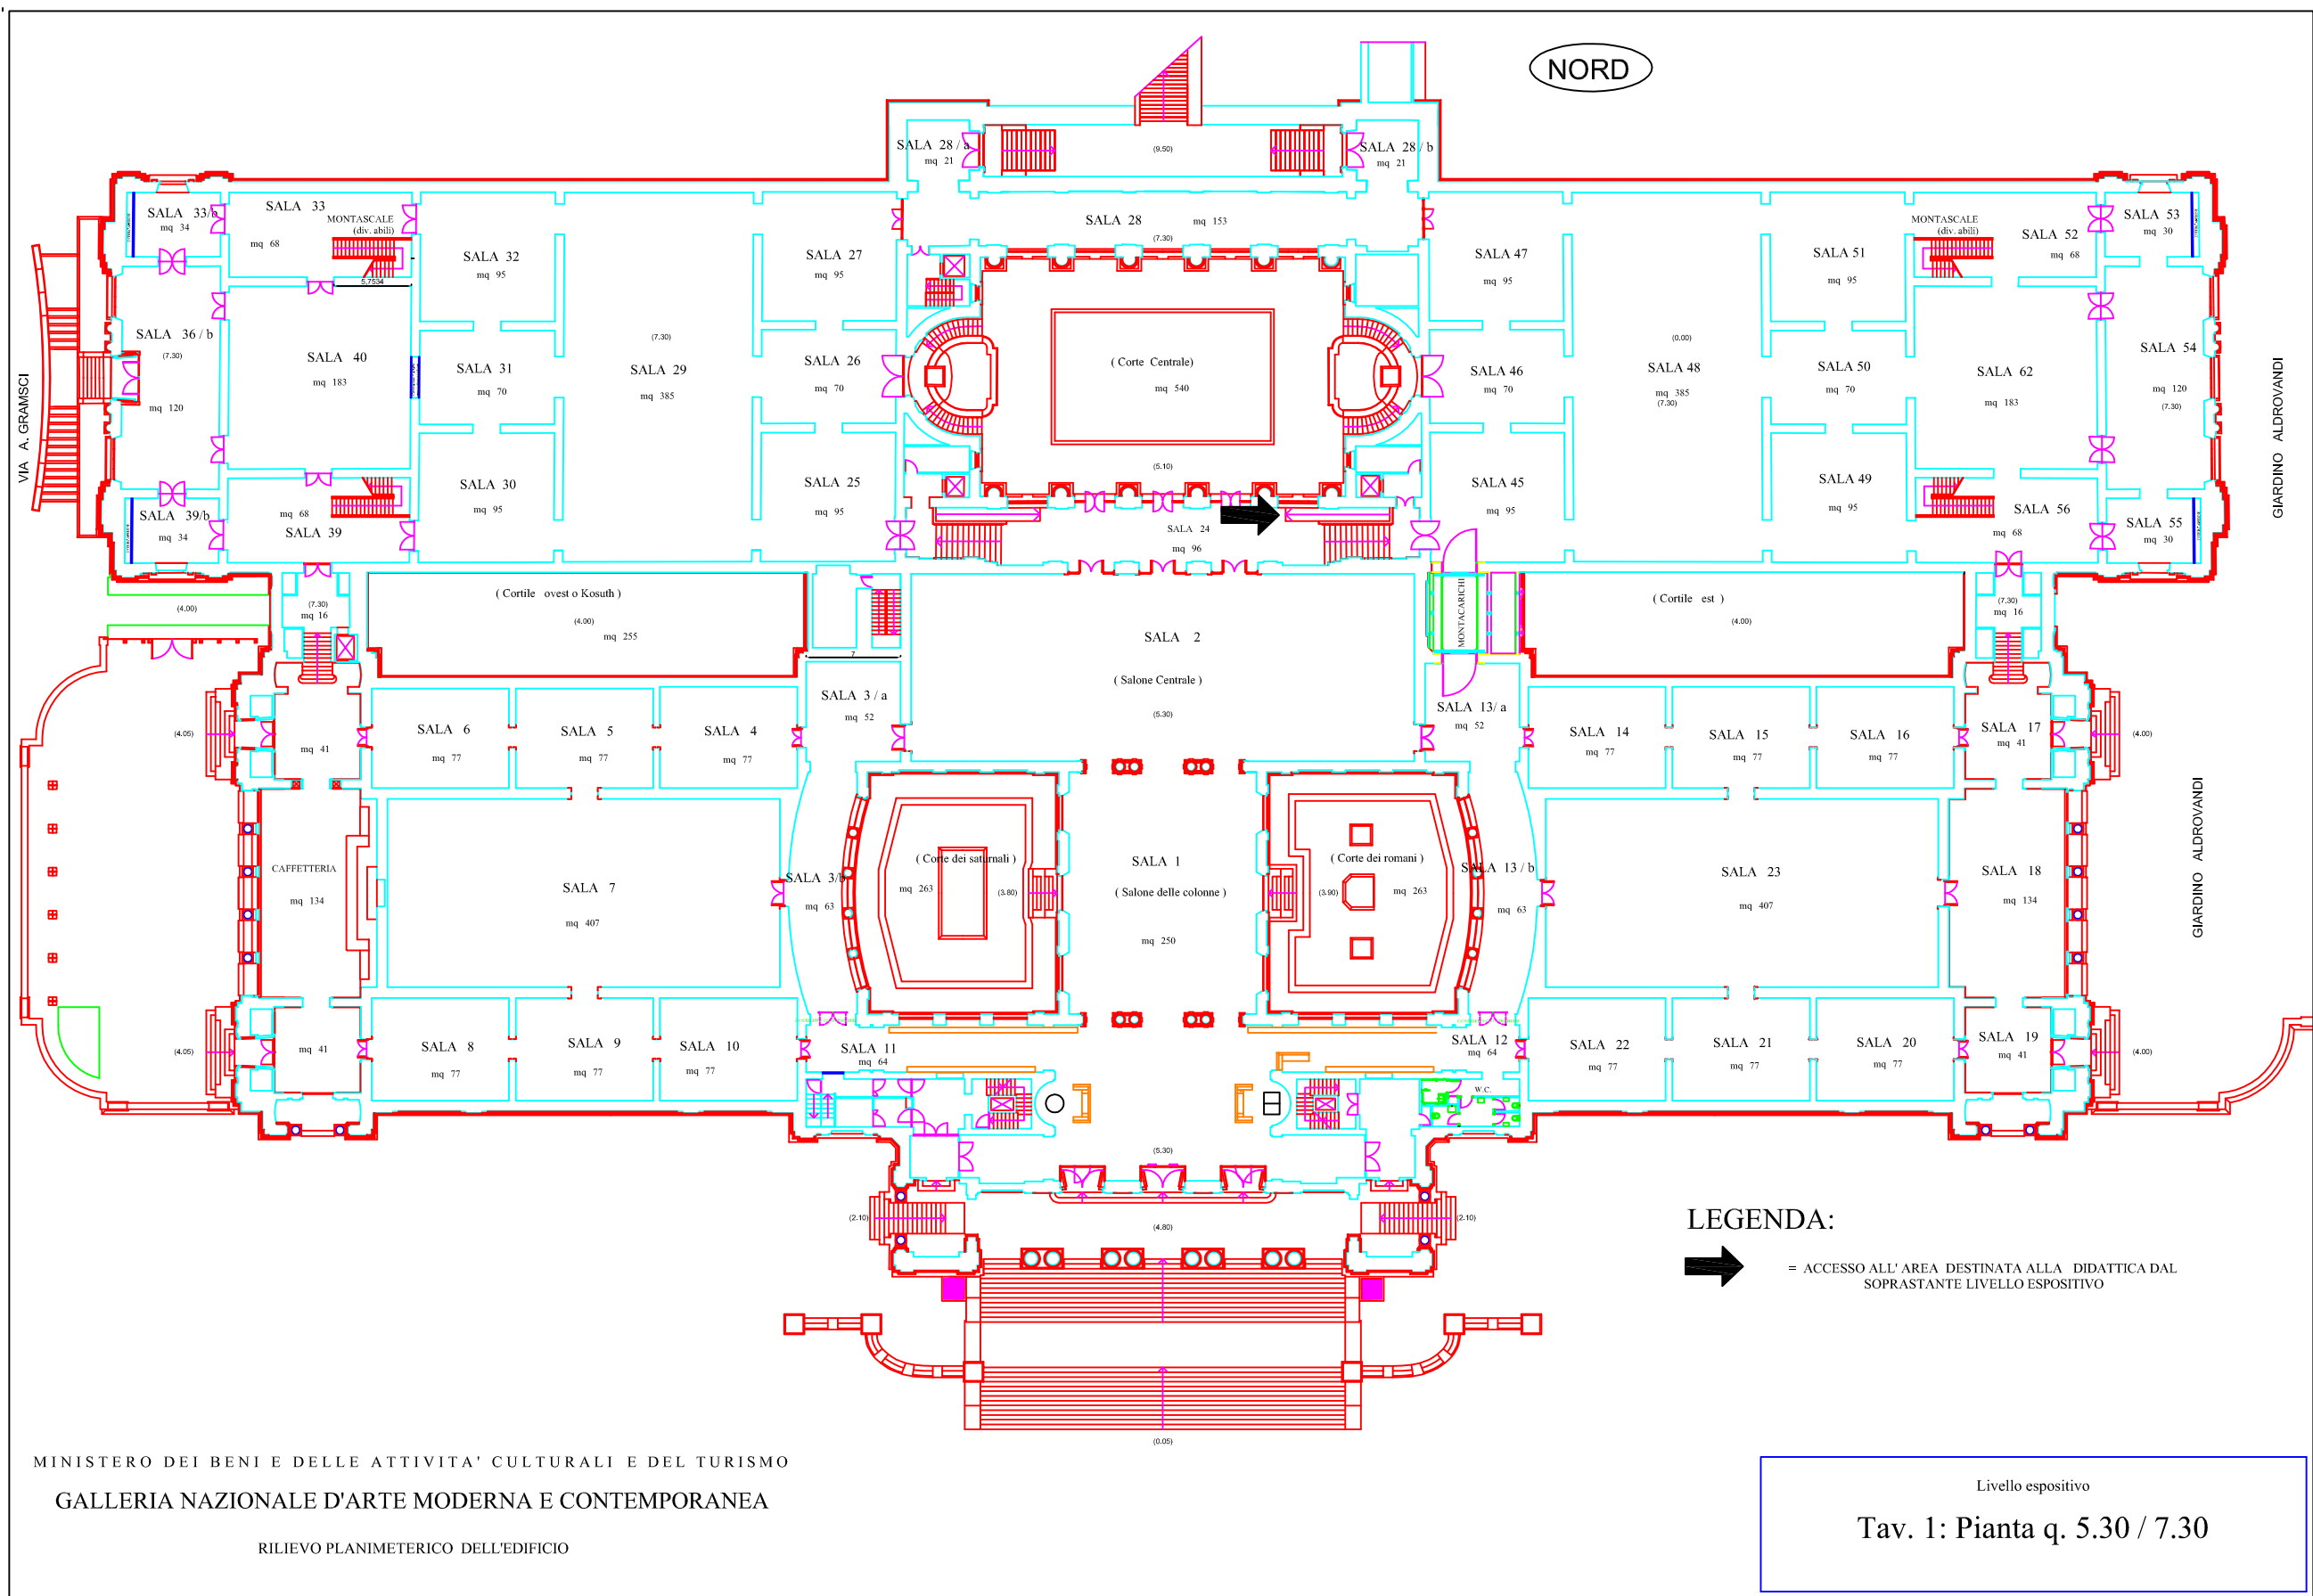 NORD
SALA 28 / a
mq 21
(9.50)
SALA 28 / b
mq 21
SALA 33/b
mq 34
SALA 33
mq 68
MONTASCALE
(div. abili)
5,7534
SALA 32
mq 95
SALA 27
mq 95
SALA 28 mq 153
(7.30)
SALA 47
mq 95
SALA 51
mq 95
MONTASCALE
(div. abili)
SALA 52
mq 68
SALA 53
mq 30
VIA A. GRAMSCI
SALA 36 / b
(7.30)
mq 120
SALA 40
mq 183
SALA 31
mq 70
(7.30)
SALA 29
mq 385
SALA 26
mq 70
( Corte Centrale)
mq 540
(5.10)
SALA 46
mq 70
(0.00)
SALA 48
mq 385
(7.30)
SALA 50
mq 70
SALA 62
mq 183
SALA 54
mq 120
(7.30)
GIARDINO ALDROVANDI
SALA 39/b
mq 34
mq 68
SALA 39
SALA 30
mq 95
SALA 25
mq 95
SALA 24
mq 96
SALA 45
mq 95
SALA 49
mq 95
SALA 56
mq 68
SALA 55
mq 30
(4.00)
(7.30)
mq 16
( Cortile ovest o Kosuth )
(4.00)
mq 255
7
SALA 2
( Salone Centrale )
(5.30)
MONTACARICHI
( Cortile est )
(4.00)
(7.30)
mq 16
(4.05)
mq 41
SALA 6
mq 77
SALA 5
mq 77
SALA 4
mq 77
SALA 3 / a
mq 52
SALA 13/ a
mq 52
SALA 14
mq 77
SALA 15
mq 77
SALA 16
mq 77
SALA 17
mq 41
(4.00)
GIARDINO ALDROVANDI
CAFFETTERIA
mq 134
SALA 7
mq 407
SALA 3/b
mq 63
( Corte dei saturnali )
mq 263
(3.80)
SALA 1
( Salone delle colonne )
mq 250
( Corte dei romani )
(3.90)
mq 263
SALA 13 / b
mq 63
SALA 23
mq 407
SALA 18
mq 134
(4.05)
mq 41
SALA 8
mq 77
SALA 9
mq 77
SALA 10
mq 77
SALA 11
mq 64
SALA 12
mq 64
W.C.
SALA 22
mq 77
SALA 21
mq 77
SALA 20
mq 77
SALA 19
mq 41
(4.00)
(5.30)
(2.10)
(4.80)
(2.10)
(0.05)
LEGENDA:
= ACCESSO ALL' AREA DESTINATA ALLA DIDATTICA DAL
SOPRASTANTE LIVELLO ESPOSITIVO
MINISTERO DEI BENI E DELLE ATTIVITA' CULTURALI E DEL TURISMO
GALLERIA NAZIONALE D'ARTE MODERNA E CONTEMPORANEA
RILIEVO PLANIMETERICO DELL'EDIFICIO
Livello espositivo
Tav. 1: Pianta q. 5.30 / 7.30